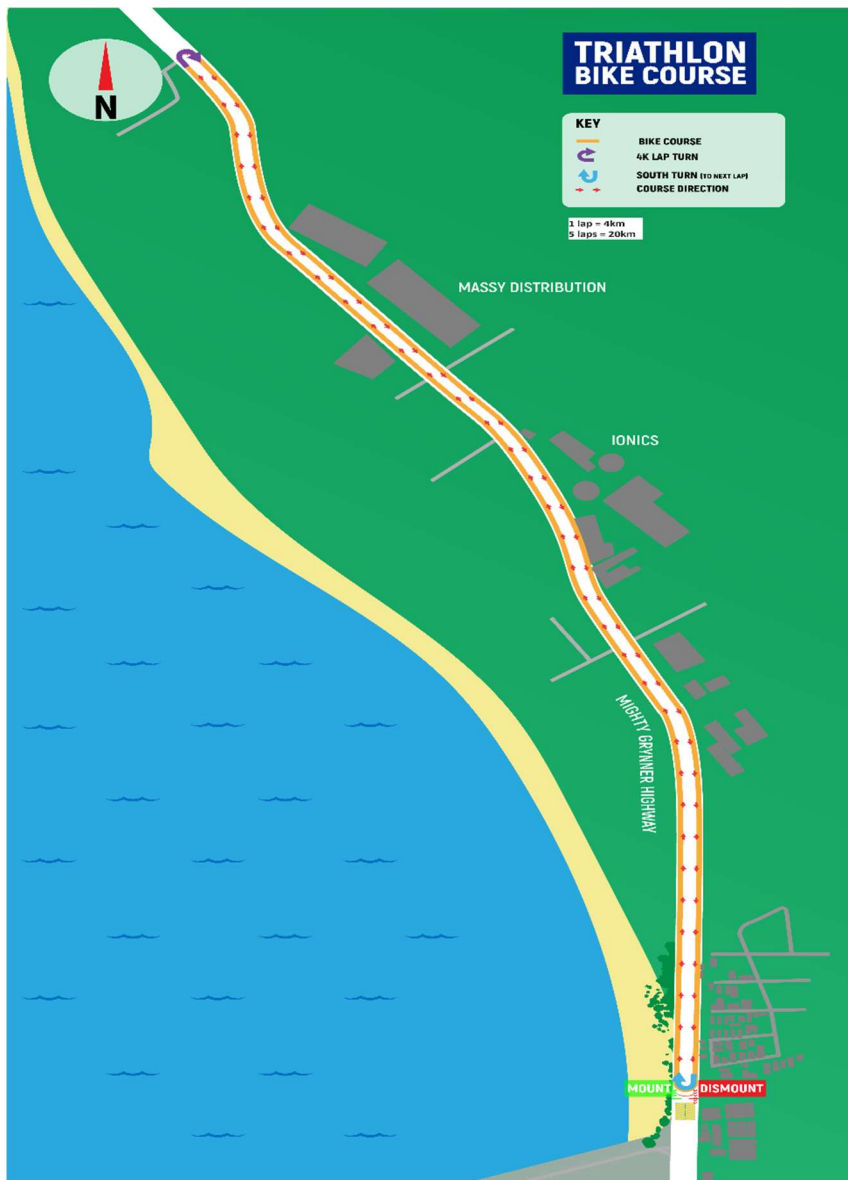 TRIATHLON
BIKE COURSE
N
KEY
BIKE COURSE
4K LAP TURN
SOUTH TURN (TO NEXT LAP)
COURSE DIRECTION
1 lap = 4km
5 laps = 20km
MASSY DISTRIBUTION
IONICS
MIGHTY GRYNNER HIGHWAY
MOUNT
DISMOUNT